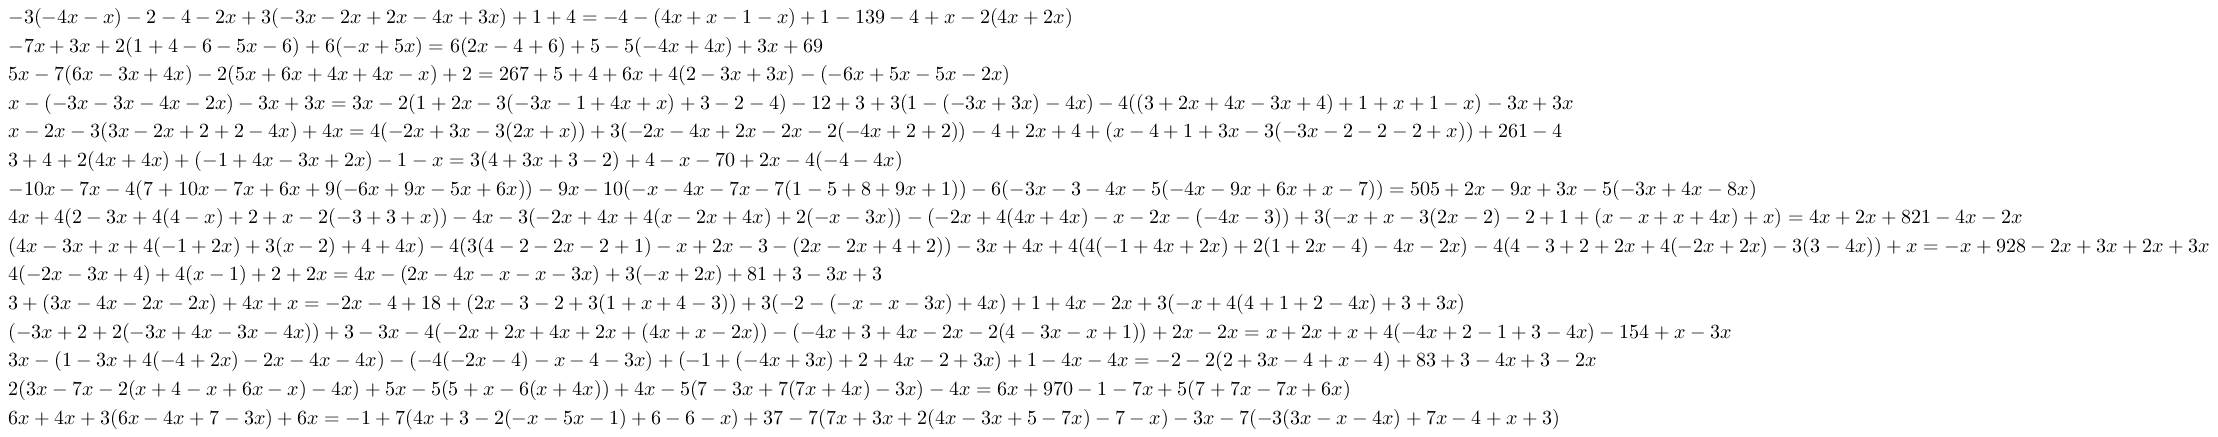 −3(−4x − x) − 2 − 4 − 2x + 3(−3x − 2x + 2x − 4x + 3x) + 1 + 4 = −4 − (4x + x − 1 − x) + 1 − 139 − 4 + x − 2(4x + 2x)
−7x + 3x + 2(1 + 4 − 6 − 5x − 6) + 6(−x + 5x) = 6(2x − 4 + 6) + 5 − 5(−4x + 4x) + 3x + 69
5x − 7(6x − 3x + 4x) − 2(5x + 6x + 4x + 4x − x) + 2 = 267 + 5 + 4 + 6x + 4(2 − 3x + 3x) − (−6x + 5x − 5x − 2x)
x − (−3x − 3x − 4x − 2x) − 3x + 3x = 3x − 2(1 + 2x − 3(−3x − 1 + 4x + x) + 3 − 2 − 4) − 12 + 3 + 3(1 − (−3x + 3x) − 4x) − 4((3 + 2x + 4x − 3x + 4) + 1 + x + 1 − x) − 3x + 3x
x − 2x − 3(3x − 2x + 2 + 2 − 4x) + 4x = 4(−2x + 3x − 3(2x + x)) + 3(−2x − 4x + 2x − 2x − 2(−4x + 2 + 2)) − 4 + 2x + 4 + (x − 4 + 1 + 3x − 3(−3x − 2 − 2 − 2 + x)) + 261 − 4
3 + 4 + 2(4x + 4x) + (−1 + 4x − 3x + 2x) − 1 − x = 3(4 + 3x + 3 − 2) + 4 − x − 70 + 2x − 4(−4 − 4x)
−10x − 7x − 4(7 + 10x − 7x + 6x + 9(−6x + 9x − 5x + 6x)) − 9x − 10(−x − 4x − 7x − 7(1 − 5 + 8 + 9x + 1)) − 6(−3x − 3 − 4x − 5(−4x − 9x + 6x + x − 7)) = 505 + 2x − 9x + 3x − 5(−3x + 4x − 8x)
4x + 4(2 − 3x + 4(4 − x) + 2 + x − 2(−3 + 3 + x)) − 4x − 3(−2x + 4x + 4(x − 2x + 4x) + 2(−x − 3x)) − (−2x + 4(4x + 4x) − x − 2x − (−4x − 3)) + 3(−x + x − 3(2x − 2) − 2 + 1 + (x − x + x + 4x) + x) = 4x + 2x + 821 − 4x − 2x
(4x − 3x + x + 4(−1 + 2x) + 3(x − 2) + 4 + 4x) − 4(3(4 − 2 − 2x − 2 + 1) − x + 2x − 3 − (2x − 2x + 4 + 2)) − 3x + 4x + 4(4(−1 + 4x + 2x) + 2(1 + 2x − 4) − 4x − 2x) − 4(4 − 3 + 2 + 2x + 4(−2x + 2x) − 3(3 − 4x)) + x = −x + 928 − 2x + 3x + 2x + 3x
4(−2x − 3x + 4) + 4(x − 1) + 2 + 2x = 4x − (2x − 4x − x − x − 3x) + 3(−x + 2x) + 81 + 3 − 3x + 3
3 + (3x − 4x − 2x − 2x) + 4x + x = −2x − 4 + 18 + (2x − 3 − 2 + 3(1 + x + 4 − 3)) + 3(−2 − (−x − x − 3x) + 4x) + 1 + 4x − 2x + 3(−x + 4(4 + 1 + 2 − 4x) + 3 + 3x)
(−3x + 2 + 2(−3x + 4x − 3x − 4x)) + 3 − 3x − 4(−2x + 2x + 4x + 2x + (4x + x − 2x)) − (−4x + 3 + 4x − 2x − 2(4 − 3x − x + 1)) + 2x − 2x = x + 2x + x + 4(−4x + 2 − 1 + 3 − 4x) − 154 + x − 3x
3x − (1 − 3x + 4(−4 + 2x) − 2x − 4x − 4x) − (−4(−2x − 4) − x − 4 − 3x) + (−1 + (−4x + 3x) + 2 + 4x − 2 + 3x) + 1 − 4x − 4x = −2 − 2(2 + 3x − 4 + x − 4) + 83 + 3 − 4x + 3 − 2x
2(3x − 7x − 2(x + 4 − x + 6x − x) − 4x) + 5x − 5(5 + x − 6(x + 4x)) + 4x − 5(7 − 3x + 7(7x + 4x) − 3x) − 4x = 6x + 970 − 1 − 7x + 5(7 + 7x − 7x + 6x)
6x + 4x + 3(6x − 4x + 7 − 3x) + 6x = −1 + 7(4x + 3 − 2(−x − 5x − 1) + 6 − 6 − x) + 37 − 7(7x + 3x + 2(4x − 3x + 5 − 7x) − 7 − x) − 3x − 7(−3(3x − x − 4x) + 7x − 4 + x + 3)